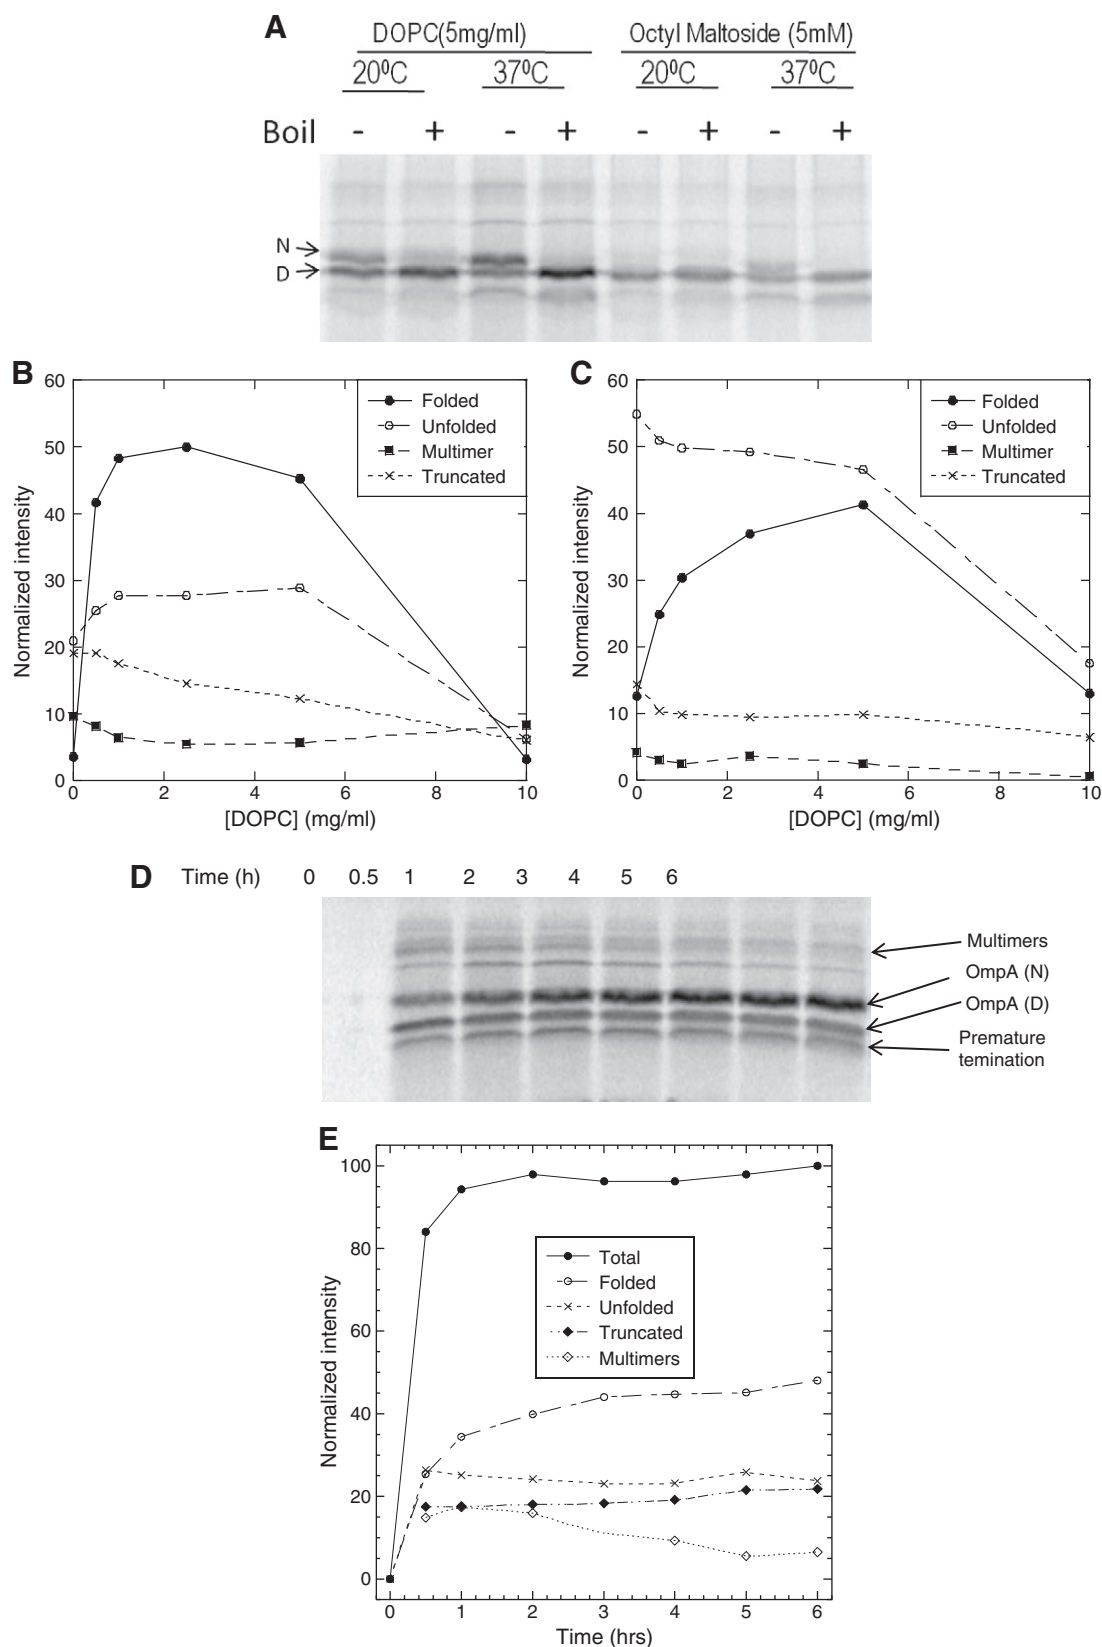 A
DOPC(5mg/ml) Octyl Maltoside (5mM)
20⁰C 37⁰C 20⁰C 37⁰C
Boil - + - + - + - +
N
D
B
60
50
40
30
20
10
0
0 2 4 6 8 10
Normalized intensity
[DOPC] (mg/ml)
Folded
Unfolded
Multimer
Truncated
C
60
50
40
30
20
10
0
0 2 4 6 8 10
Normalized intensity
[DOPC] (mg/ml)
Folded
Unfolded
Multimer
Truncated
D Time (h) 0 0.5 1 2 3 4 5 6
Multimers
OmpA (N)
OmpA (D)
Premature
temination
E
100
80
60
40
20
0
0 1 2 3 4 5 6
Normalized intensity
Time (hrs)
Total
Folded
Unfolded
Truncated
Multimers